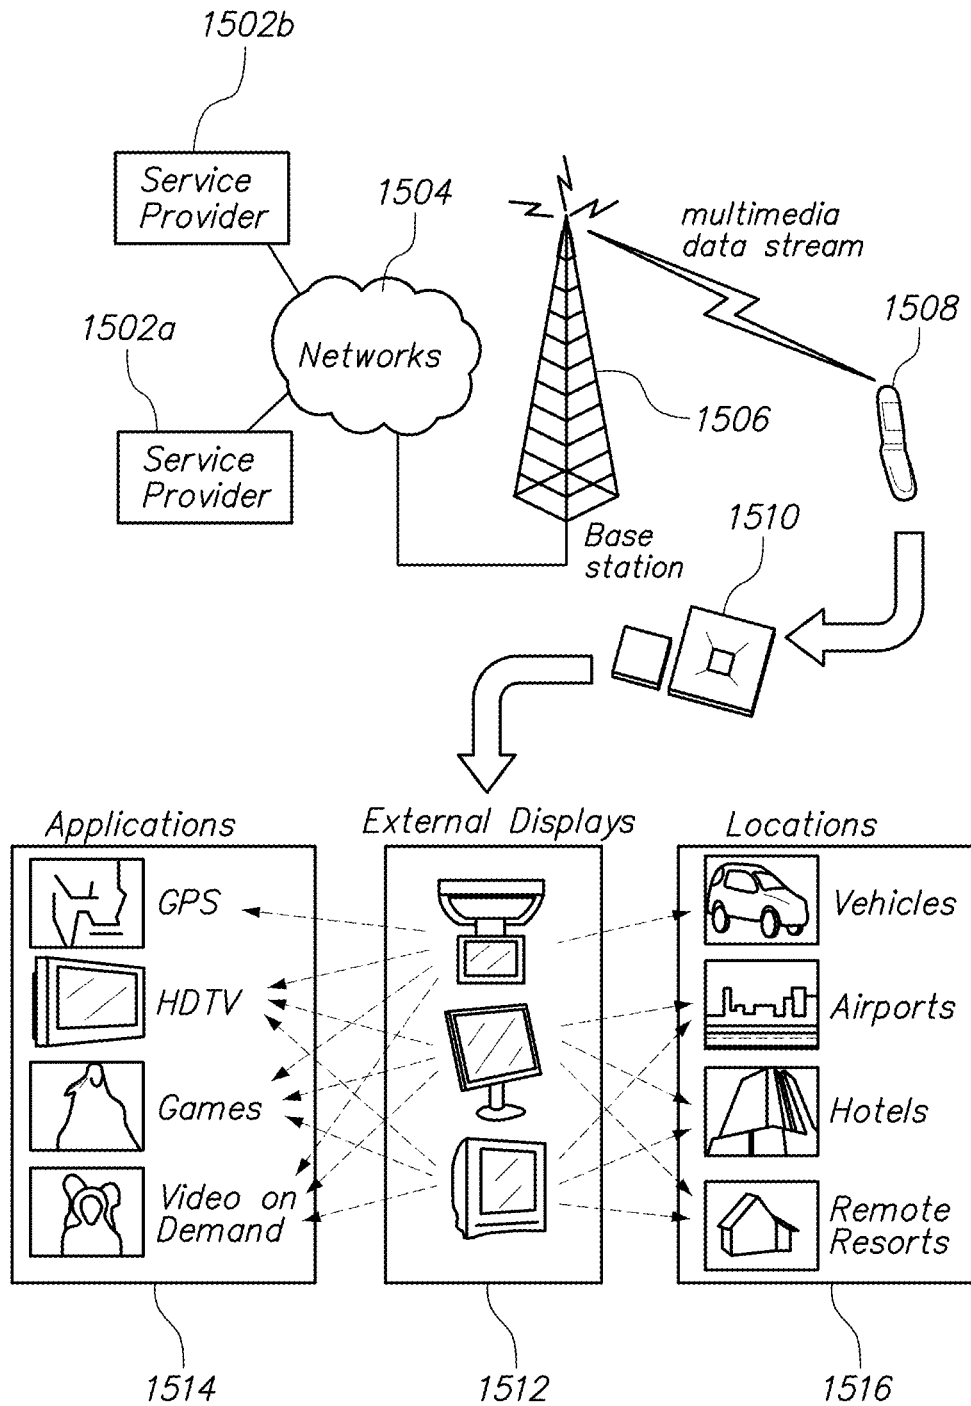 1502b
Service
Provider
1504
multimedia
data stream
1502a
Networks
1508
1506
Service
Provider
1510
Base
station
Applications
External Displays
Locations
GPS
Vehicles
HDTV
Airports
Games
Hotels
Video on
Demand
Remote
Resorts
1514
1512
1516